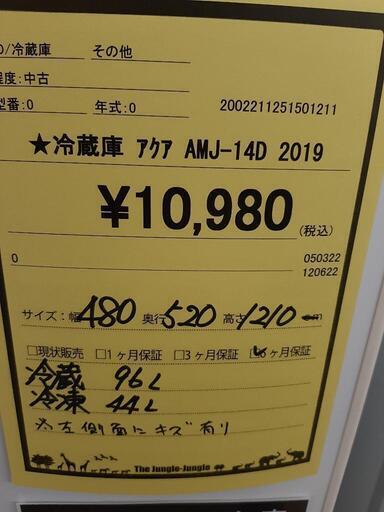 D/冷蔵庫 その他
程度:中古
型番:0 年式:0 2002211251501211
★冷蔵庫 アクア AMJ-14D 2019
¥10,980 (税込)
0 050322
120622
サイズ:幅480 奥行520 高さ1210
□現状販売 □1ヶ月保証 □3ヶ月保証 ☑6ヶ月保証
冷蔵 96L
冷凍 44L
※左側面にキズ有り
The Jungle-Jungle